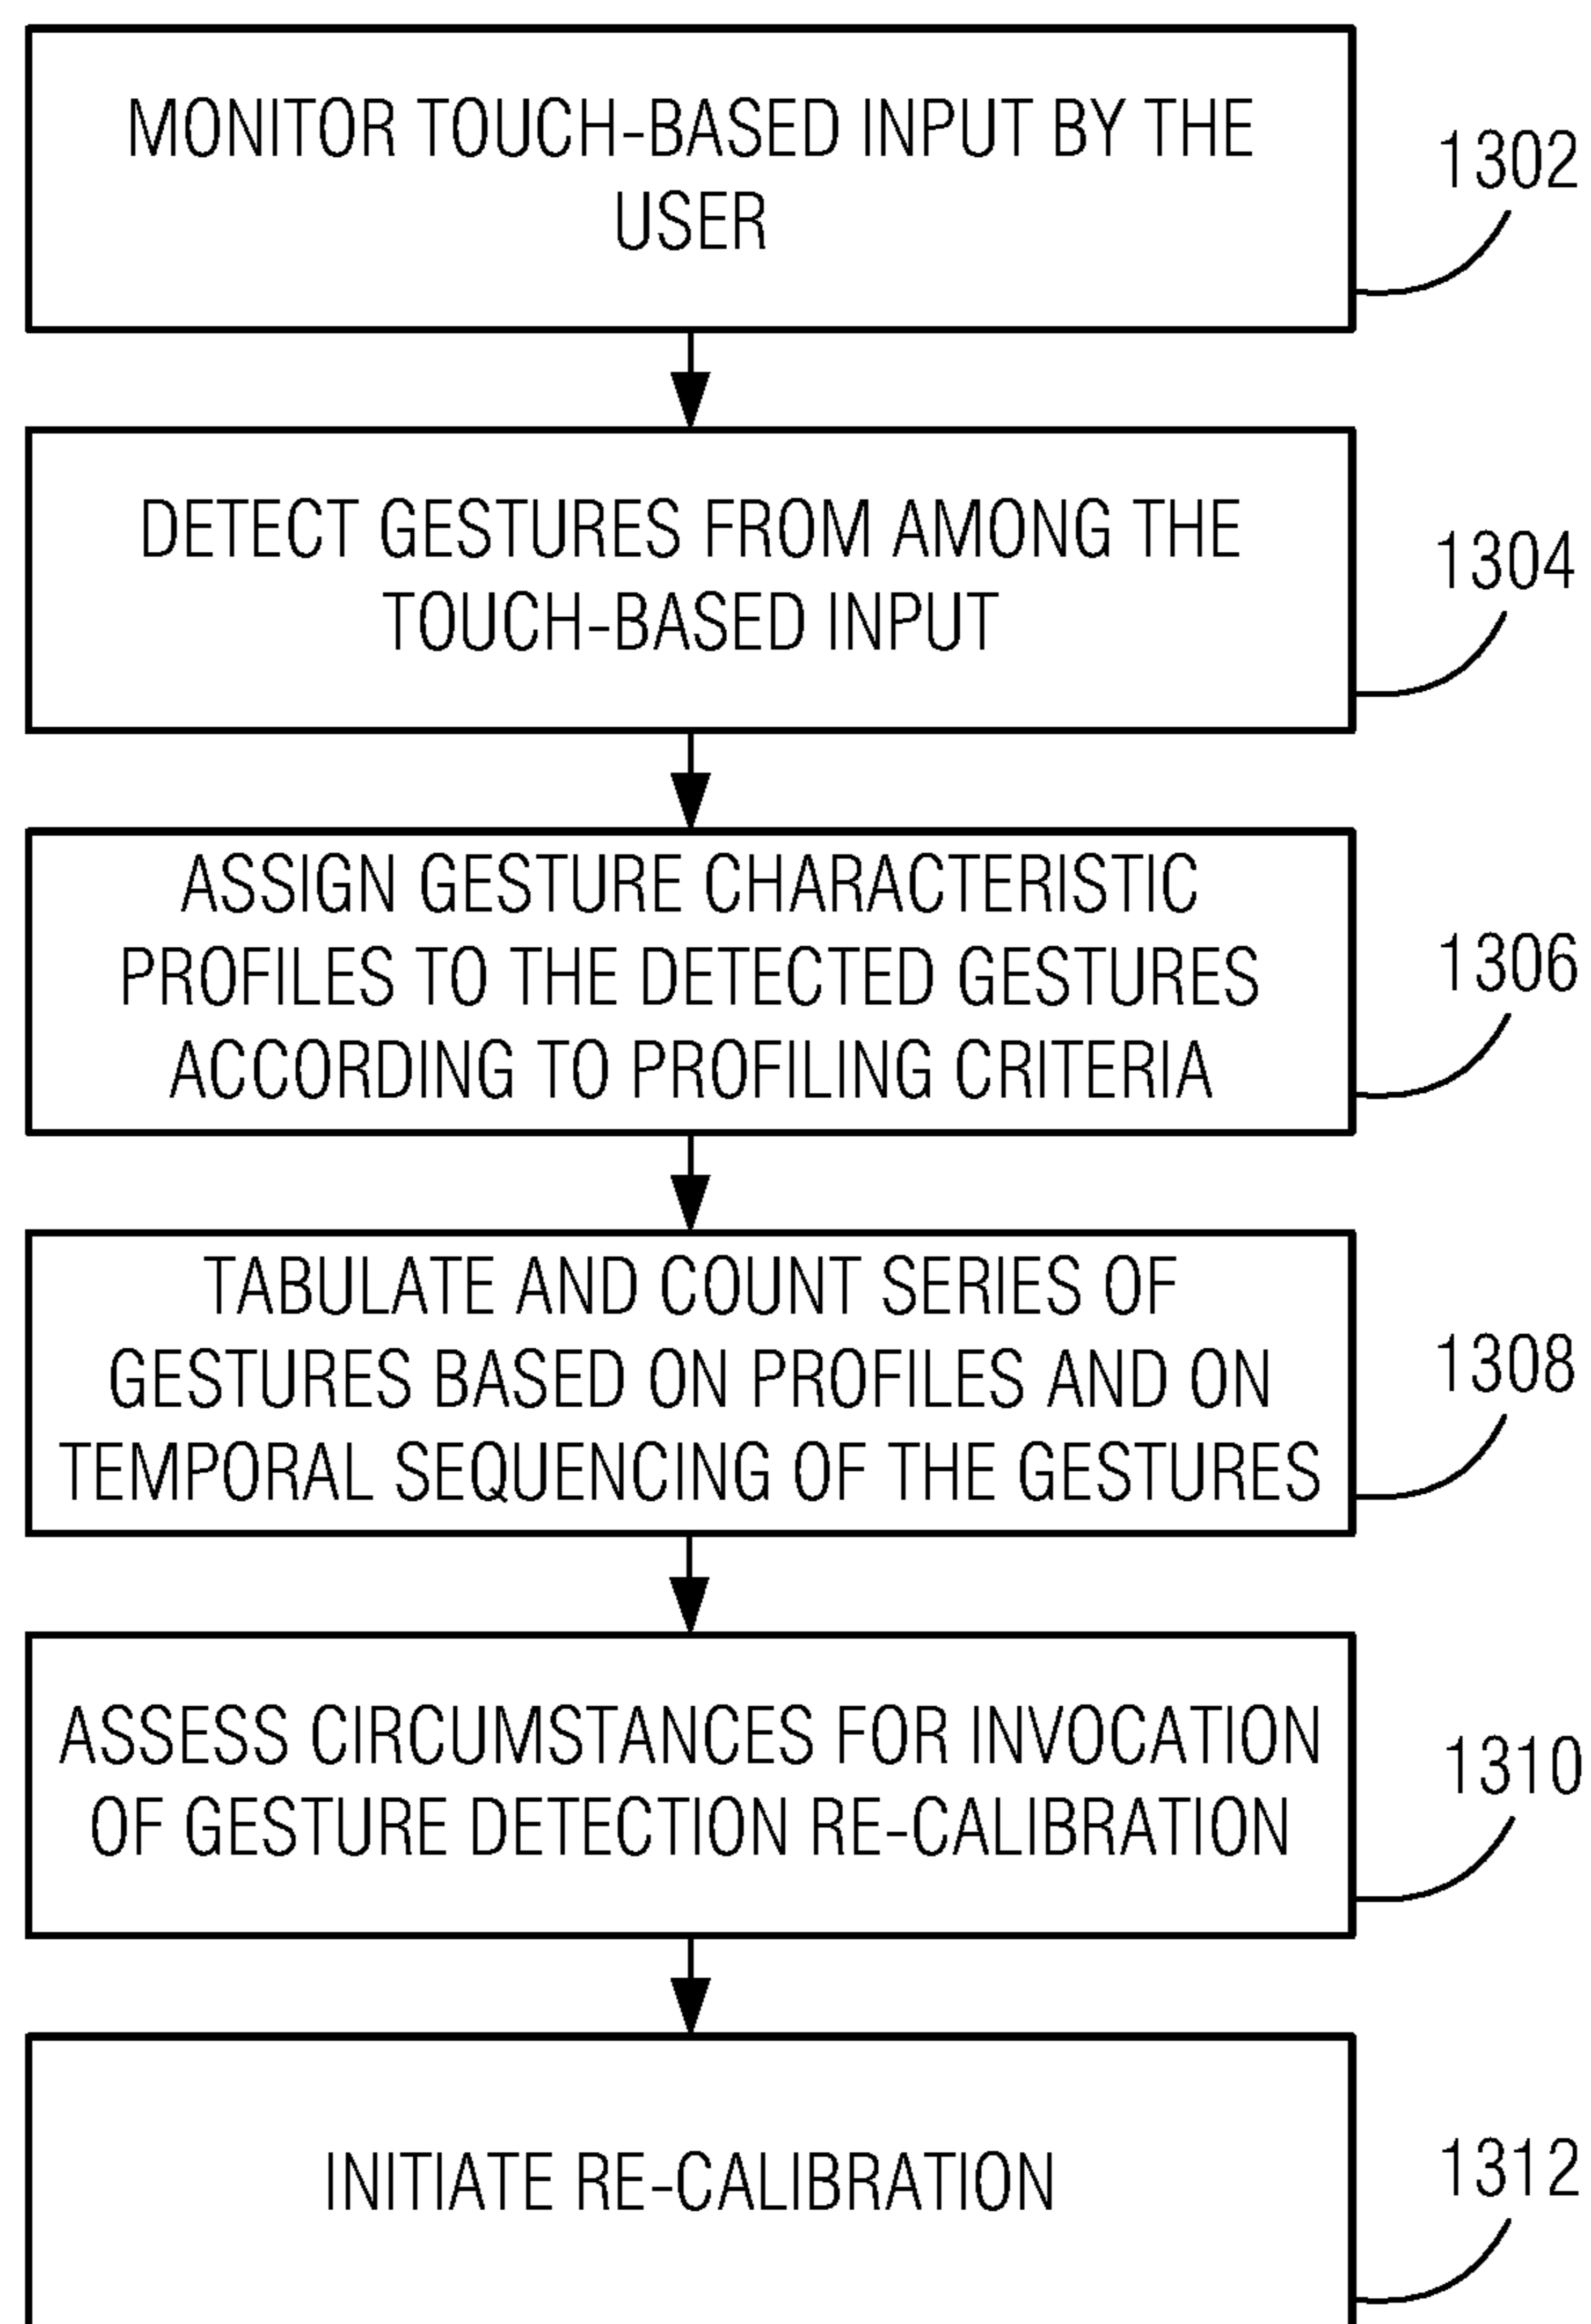 MONITOR TOUCH-BASED INPUT BY THE
USER
1302
DETECT GESTURES FROM AMONG THE
TOUCH-BASED INPUT
1304
ASSIGN GESTURE CHARACTERISTIC
PROFILES TO THE DETECTED GESTURES
ACCORDING TO PROFILING CRITERIA
1306
TABULATE AND COUNT SERIES OF
GESTURES BASED ON PROFILES AND ON
TEMPORAL SEQUENCING OF THE GESTURES
1308
ASSESS CIRCUMSTANCES FOR INVOCATION
OF GESTURE DETECTION RE-CALIBRATION
1310
INITIATE RE-CALIBRATION
1312